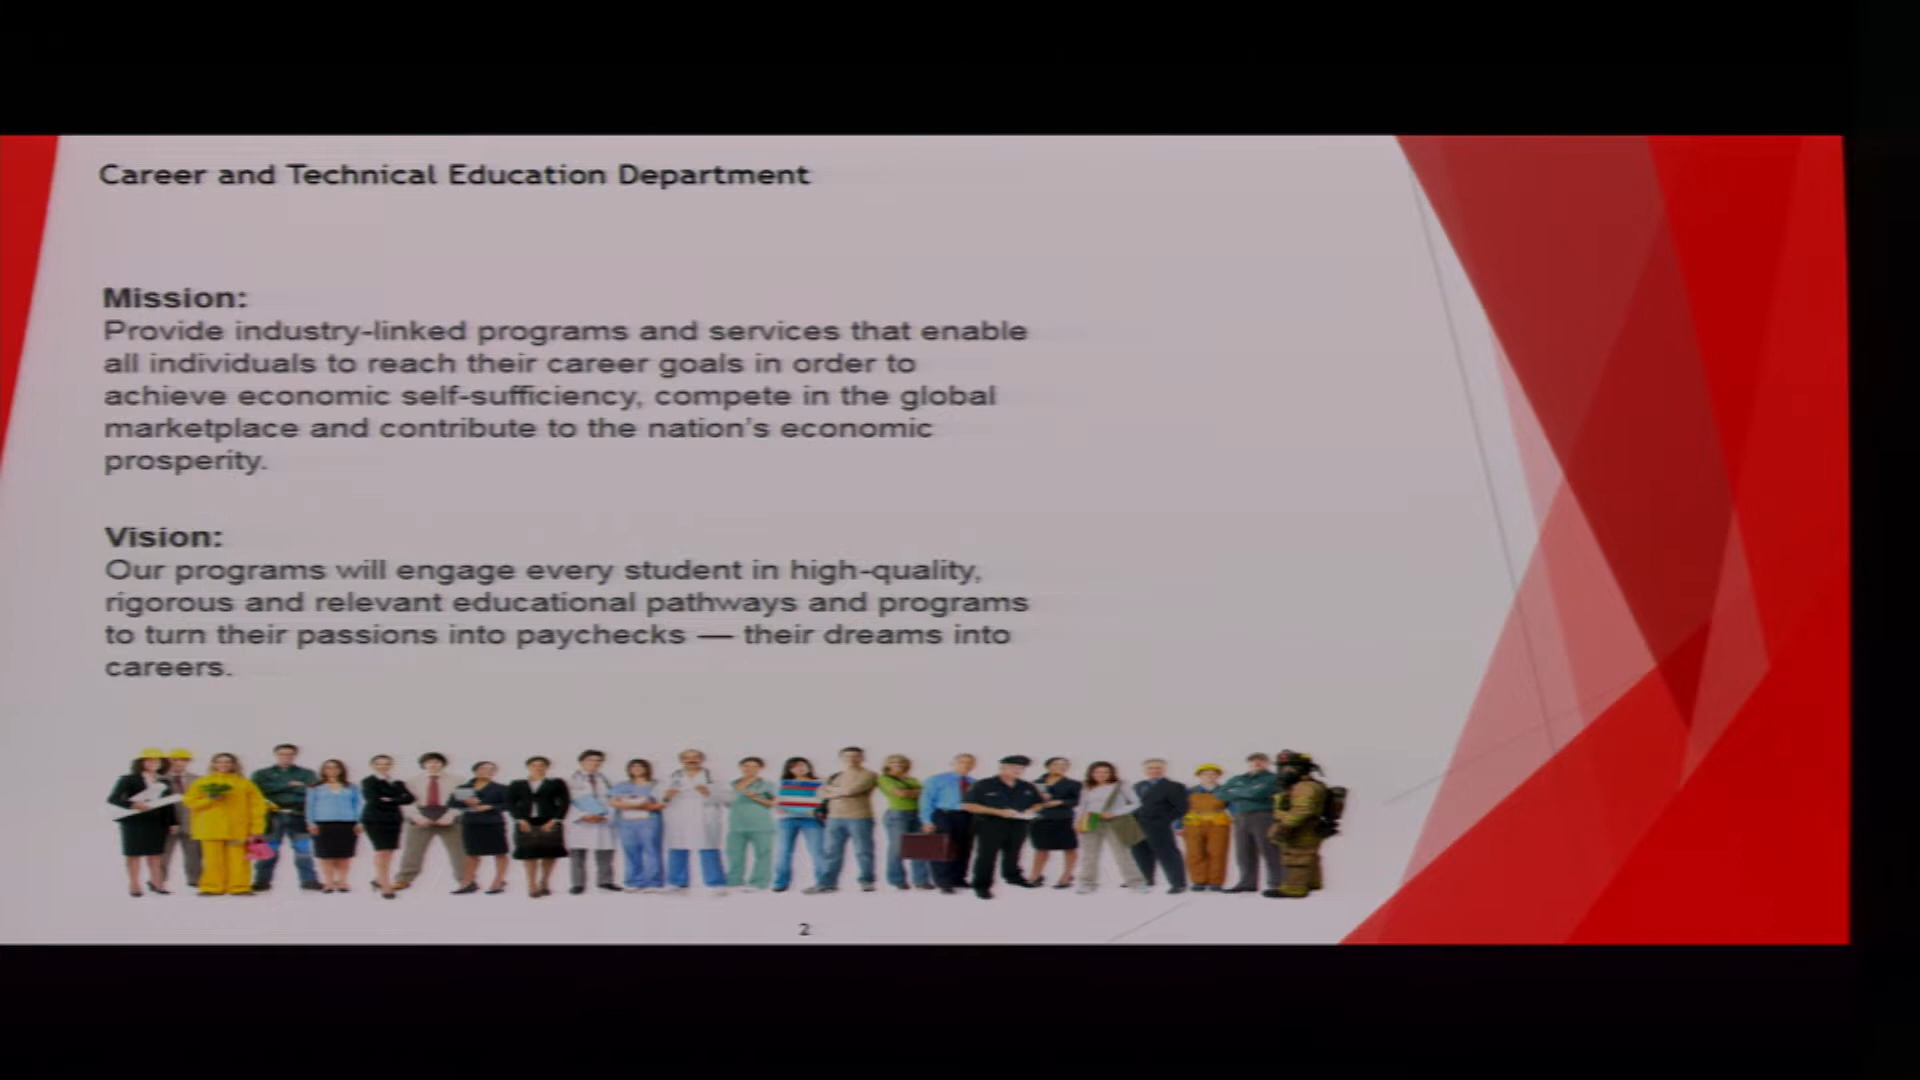 Career and Technical Education Department
Mission:
Provide industry-linked programs and services that enable
all individuals to reach their career goals in order to
achieve economic self-sufficiency, compete in the global
marketplace and contribute to the nation's economic
prosperity.
Vision:
Our programs will engage every student in high-quality,
rigorous and relevant educational pathways and programs
to turn their passions into paychecks — their dreams into
careers.
2